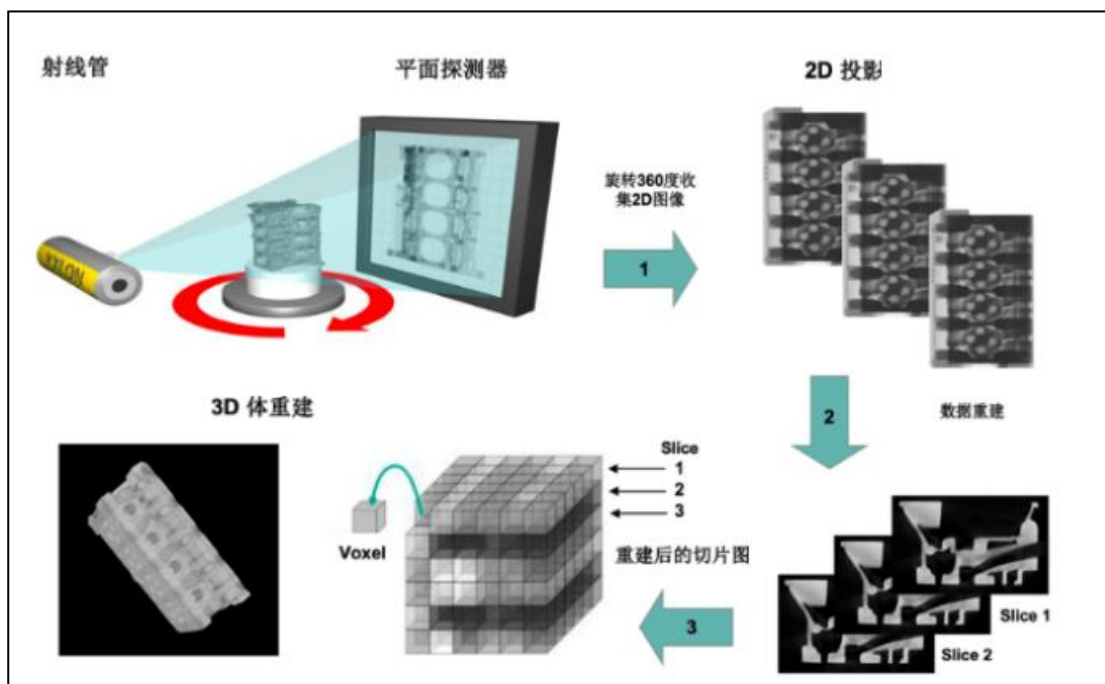 射线管
平面探测器
2D 投影
YXLON
旋转360度收
集2D图像
1
2
数据重建
3D 体重建
Slice
1
2
3
Voxel
重建后的切片图
3
Slice 1
Slice 2